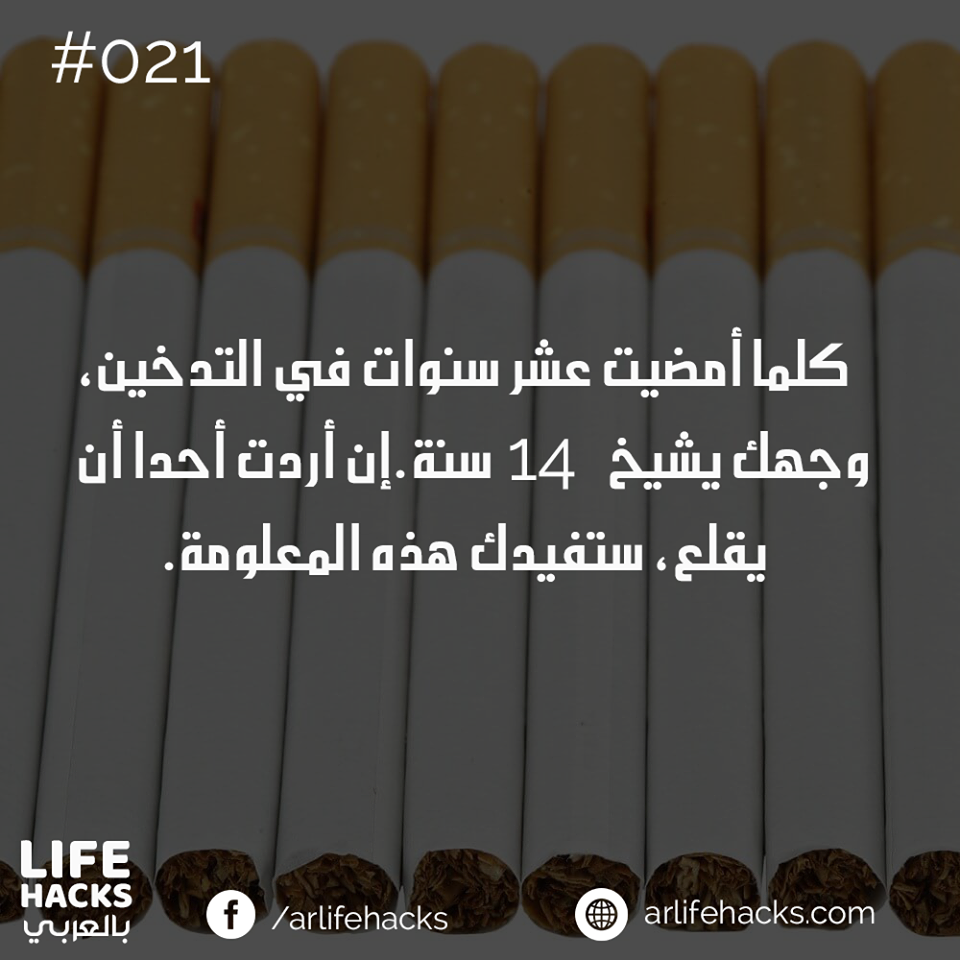 #021
كلما أمضيت عشر سنوات في التدخين،
وجهك يشيخ 14 سنة.إن أردت أحدا أن
يقلع، ستفيدك هذه المعلومة.
LIFE
HACKS
بالعربي
/arlifehacks
arlifehacks.com